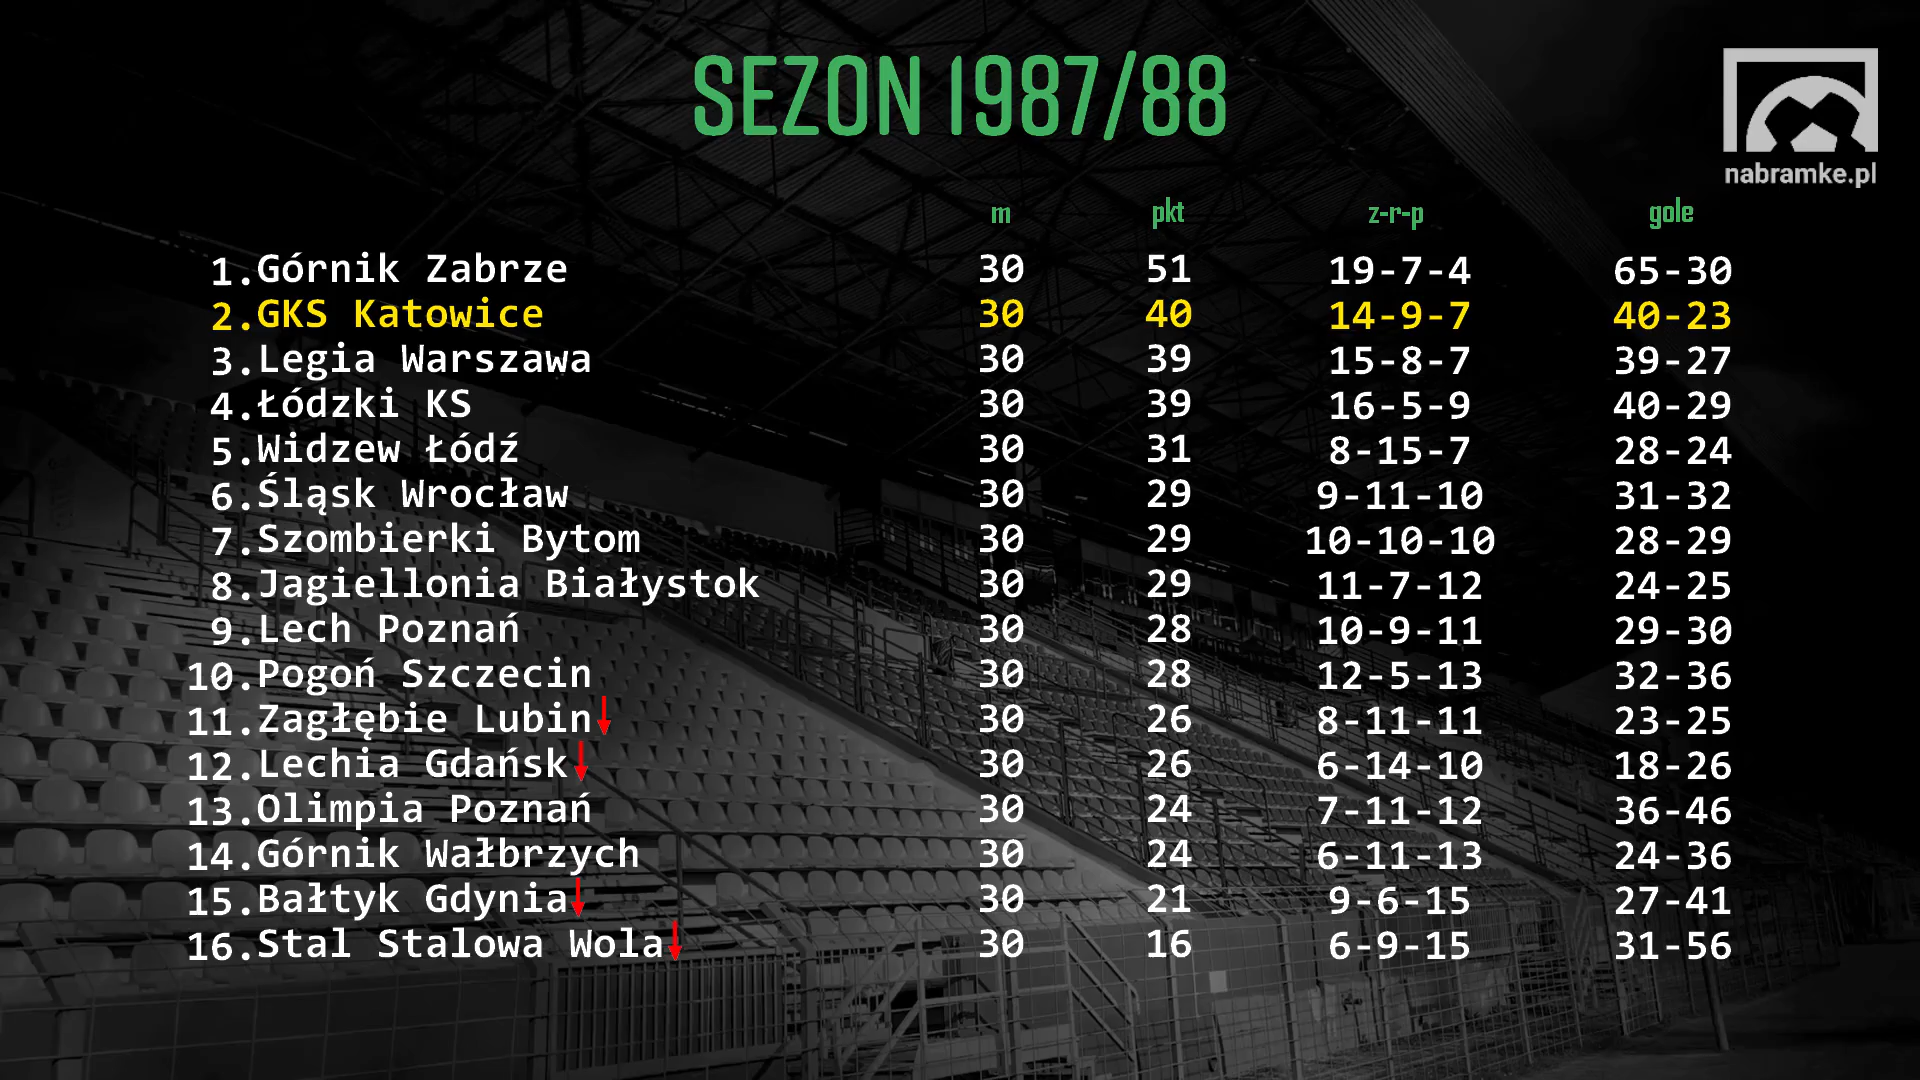 SEZON 1987/88
nabramke.pl
m pkt z-r-p gole
1. Górnik Zabrze 30 51 19-7-4 65-30
2. GKS Katowice 30 40 14-9-7 40-23
3. Legia Warszawa 30 39 15-8-7 39-27
4. Łódzki KS 30 39 16-5-9 40-29
5. Widzew Łódź 30 31 8-15-7 28-24
6. Śląsk Wrocław 30 29 9-11-10 31-32
7. Szombierki Bytom 30 29 10-10-10 28-29
8. Jagiellonia Białystok 30 29 11-7-12 24-25
9. Lech Poznań 30 28 10-9-11 29-30
10. Pogoń Szczecin 30 28 12-5-13 32-36
11. Zagłębie Lubin 30 26 8-11-11 23-25
12. Lechia Gdańsk 30 26 6-14-10 18-26
13. Olimpia Poznań 30 24 7-11-12 36-46
14. Górnik Wałbrzych 30 24 6-11-13 24-36
15. Bałtyk Gdynia 30 21 9-6-15 27-41
16. Stal Stalowa Wola 30 16 6-9-15 31-56